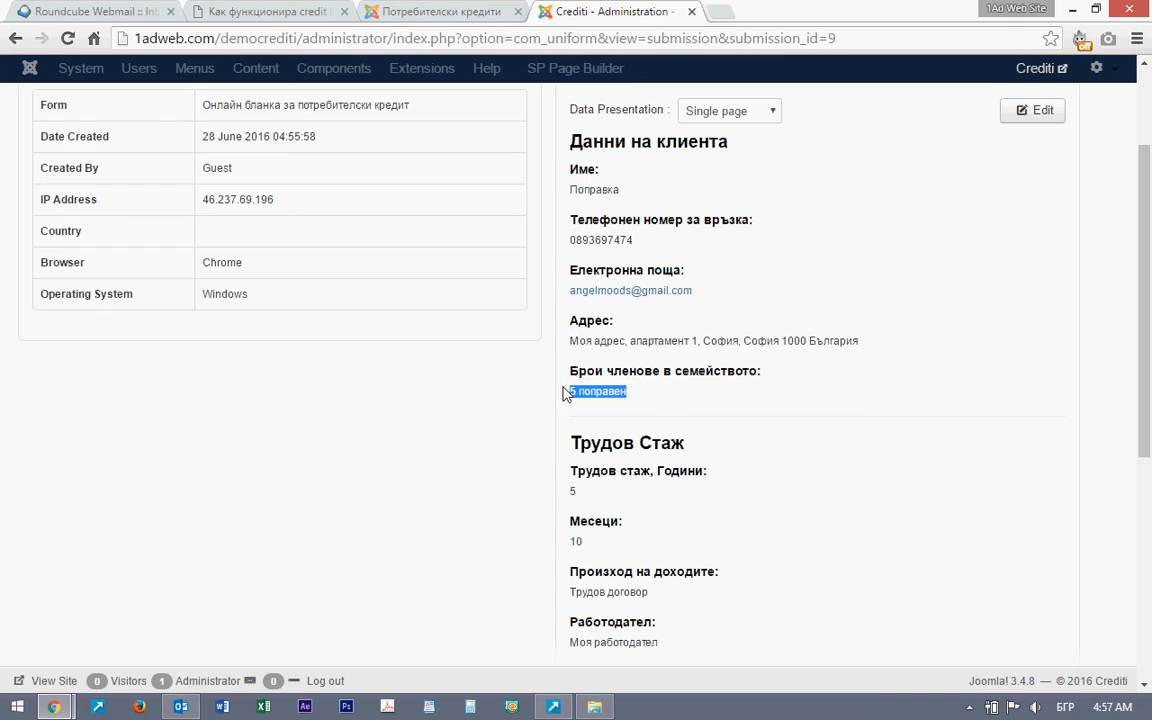 Roundcube Webmail :: Int
Как функционира credit
Потребителски кредити
Crediti - Administration -
1Ad Web Site
1adweb.com/democrediti/administrator/index.php?option=com_uniform&view=submission&submission_id=9
off
System Users Menus Content Components Extensions Help SP Page Builder Crediti
Form Онлайн бланка за потребителски кредит
Date Created 28 June 2016 04:55:58
Created By Guest
IP Address 46.237.69.196
Country
Browser Chrome
Operating System Windows
Data Presentation : Single page
Edit
Данни на клиента
Име:
Поправка
Телефонен номер за връзка:
0893697474
Електронна поща:
angelmoods@gmail.com
Адрес:
Моя адрес, апартамент 1, София, София 1000 България
Брои членове в семейството:
5 поправен
Трудов Стаж
Трудов стаж, Години:
5
Месеци:
10
Произход на доходите:
Трудов договор
Работодател:
Моя работодател
View Site 0 Visitors 1 Administrator 0 Log out
Joomla! 3.4.8 — © 2016 Crediti
Ae Ps
БГР 4:57 AM